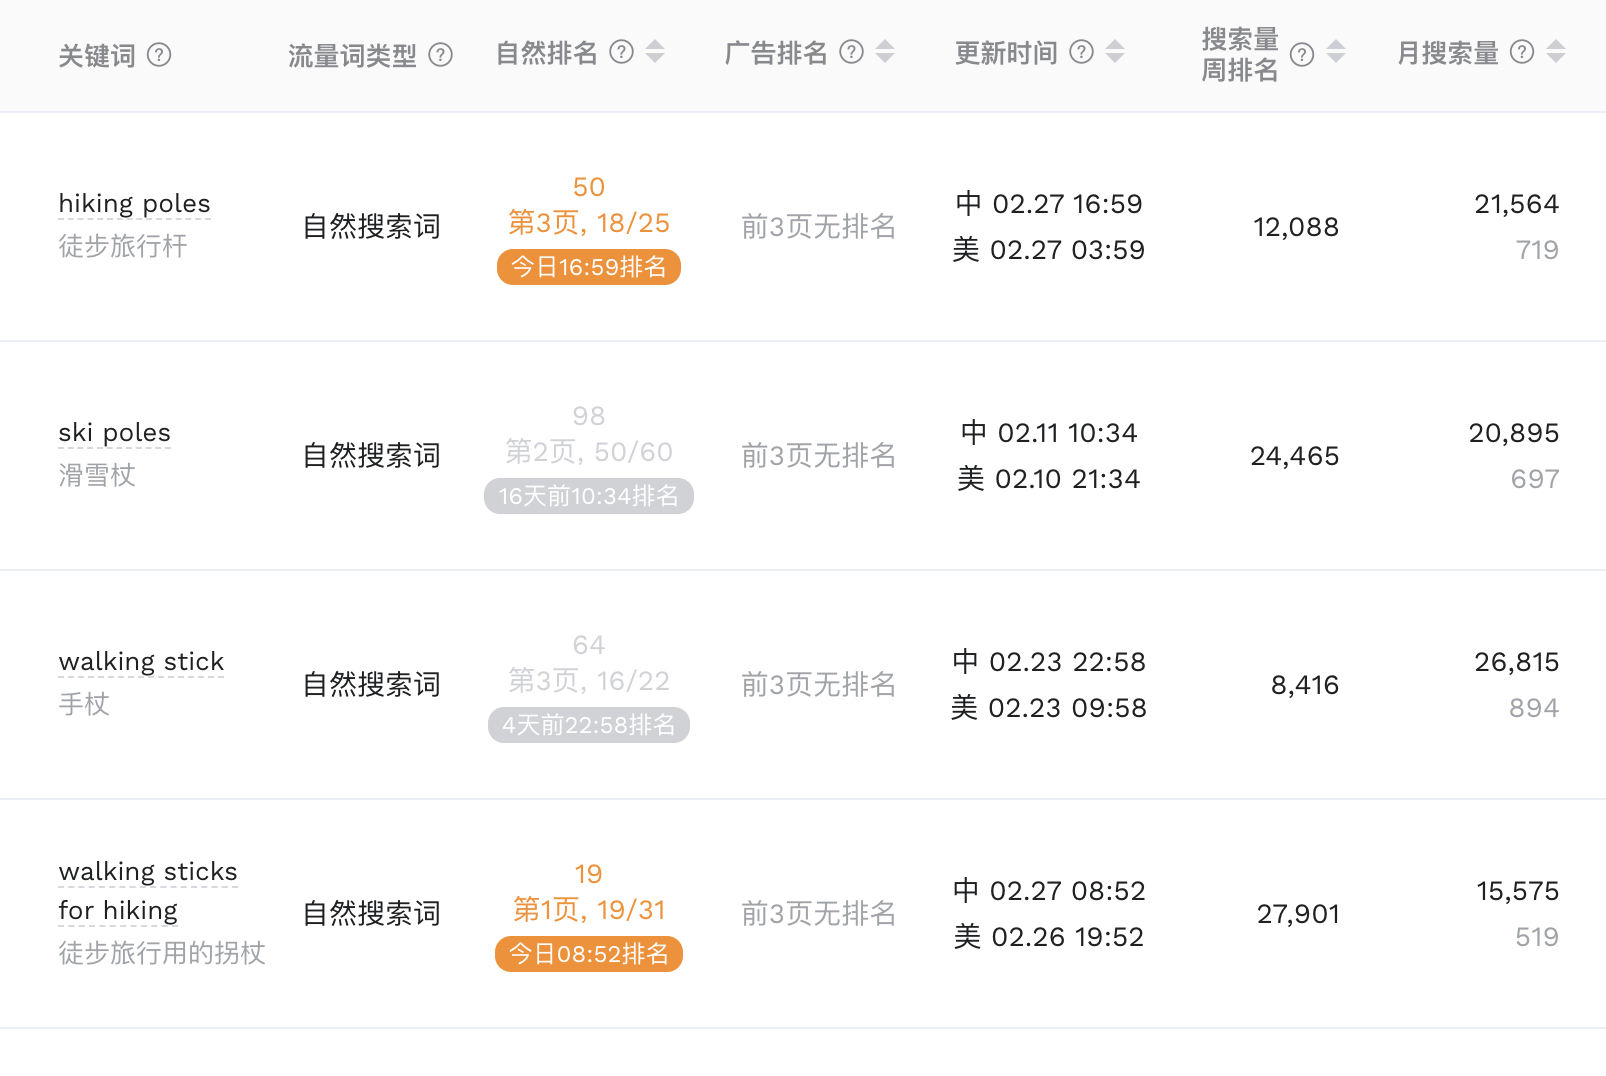 关键词
流量词类型
自然排名
广告排名
更新时间
搜索量
周排名
月搜索量
hiking poles
徒步旅行杆
自然搜索词
50
第3页, 18/25
今日16:59排名
前3页无排名
中 02.27 16:59
美 02.27 03:59
12,088
21,564
719
ski poles
滑雪杖
自然搜索词
98
第2页, 50/60
16天前10:34排名
前3页无排名
中 02.11 10:34
美 02.10 21:34
24,465
20,895
697
walking stick
手杖
自然搜索词
64
第3页, 16/22
4天前22:58排名
前3页无排名
中 02.23 22:58
美 02.23 09:58
8,416
26,815
894
walking sticks
for hiking
徒步旅行用的拐杖
自然搜索词
19
第1页, 19/31
今日08:52排名
前3页无排名
中 02.27 08:52
美 02.26 19:52
27,901
15,575
519